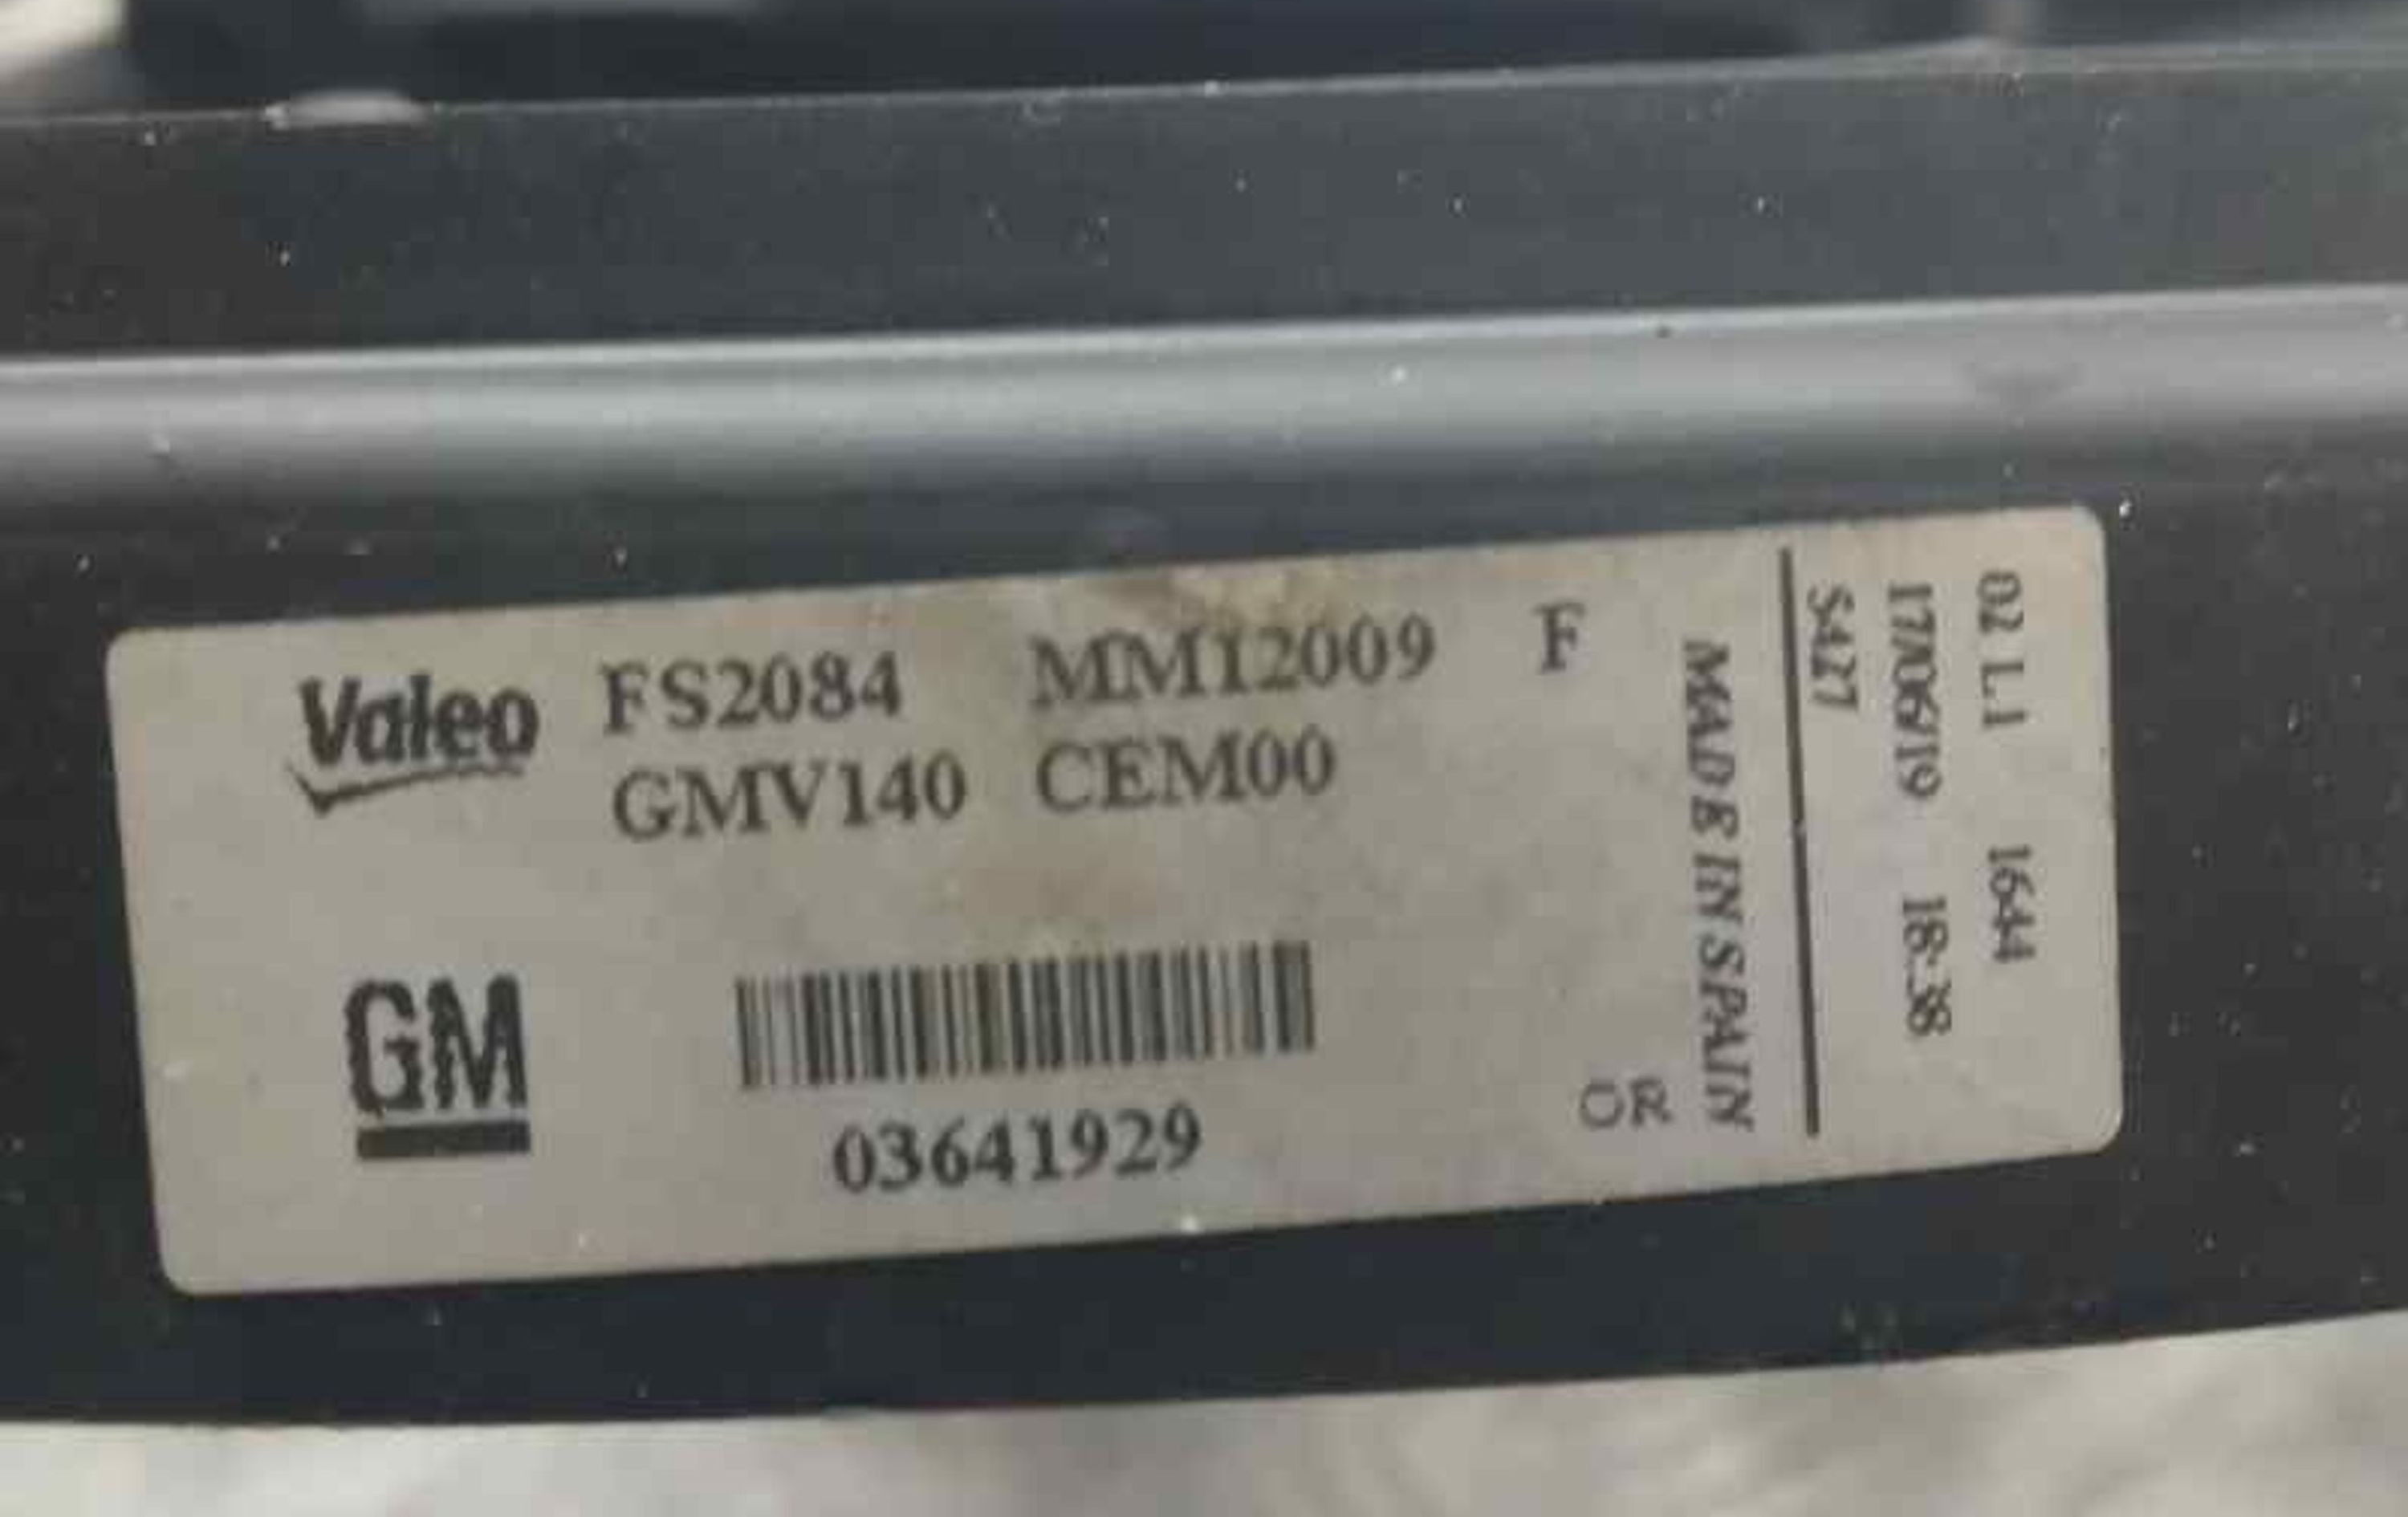 Valeo FS2084 MM12009 F
GMV140 CEM00
GM
03641929
OR
MADE IN SPAIN
S427
17/06/19 18:38
02 L1 1644